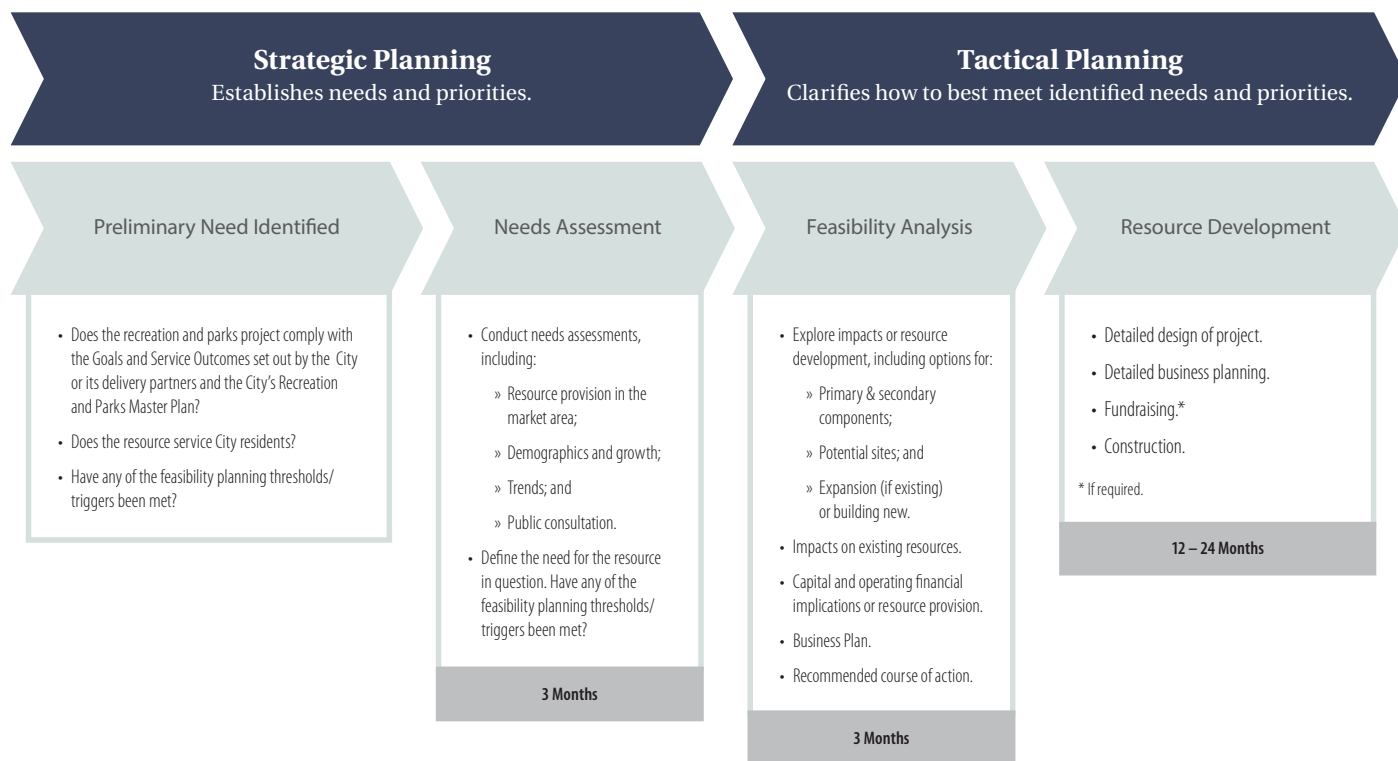 Strategic Planning
Establishes needs and priorities.
Tactical Planning
Clarifies how to best meet identified needs and priorities.
Preliminary Need Identified
• Does the recreation and parks project comply with
the Goals and Service Outcomes set out by the City
or its delivery partners and the City's Recreation
and Parks Master Plan?
• Does the resource service City residents?
• Have any of the feasibility planning thresholds/
triggers been met?
Needs Assessment
• Conduct needs assessments,
including:
» Resource provision in the
market area;
» Demographics and growth;
» Trends; and
» Public consultation.
• Define the need for the resource
in question. Have any of the
feasibility planning thresholds/
triggers been met?
3 Months
Feasibility Analysis
• Explore impacts or resource
development, including options for:
» Primary & secondary
components;
» Potential sites; and
» Expansion (if existing)
or building new.
• Impacts on existing resources.
• Capital and operating financial
implications or resource provision.
• Business Plan.
• Recommended course of action.
3 Months
Resource Development
• Detailed design of project.
• Detailed business planning.
• Fundraising.*
• Construction.
* If required.
12 – 24 Months